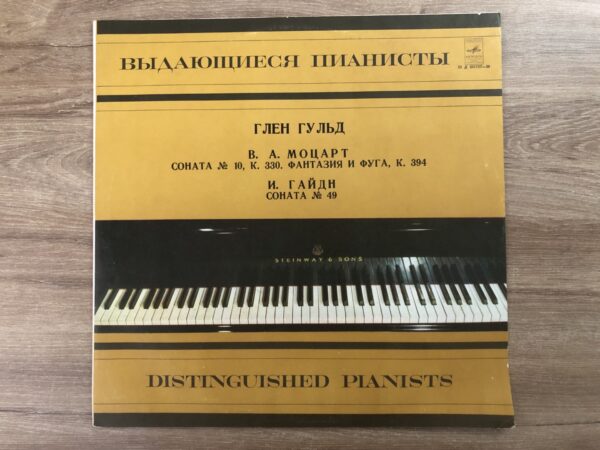 ВЫДАЮЩИЕСЯ ПИАНИСТЫ
ГЛЕН ГУЛЬД
В. А. МОЦАРТ
СОНАТА № 10, К. 330. ФАНТАЗИЯ И ФУГА, К. 394
И. ГАЙДН
СОНАТА № 49
STEINWAY & SONS
DISTINGUISHED PIANISTS